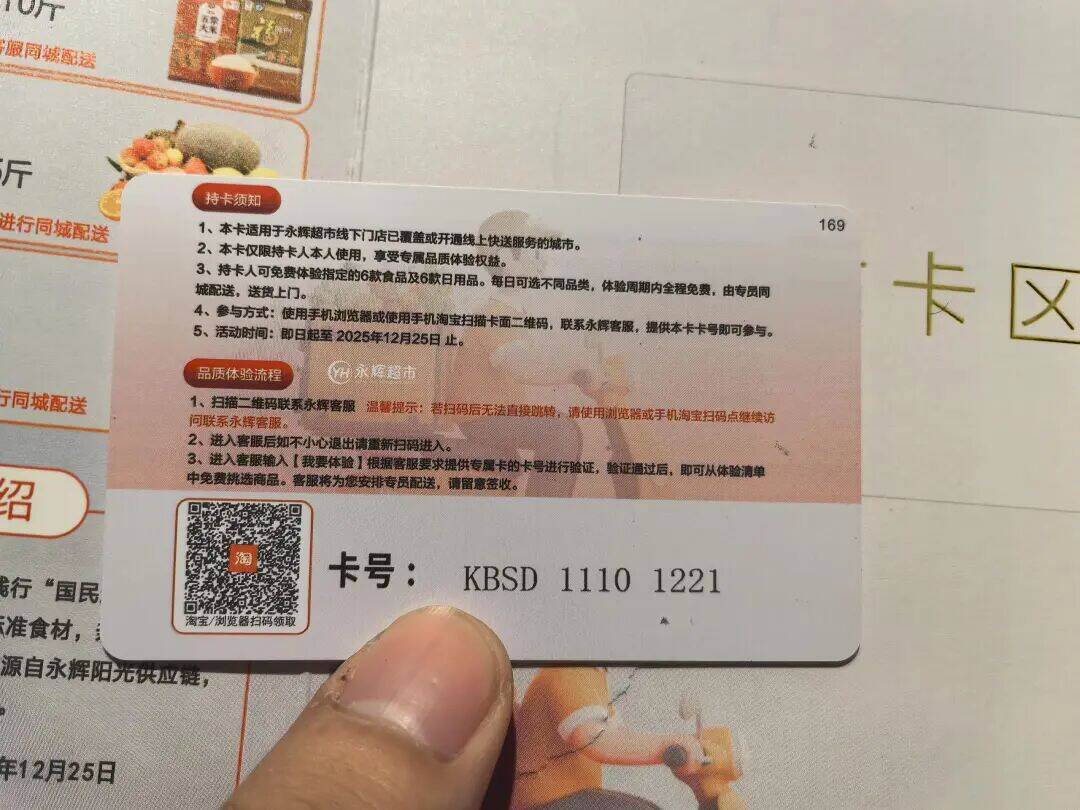 10斤
客服同城配送
五常
大米
福
5斤
进行同城配送
行同城配送
绍
践行“国民
标准食材，
源自永辉阳光供应链，
。
年12月25日
卡区
持卡须知
169
1、本卡适用于永辉超市线下门店已覆盖或开通线上快送服务的城市。
2、本卡仅限持卡人本人使用，享受专属品质体验权益。
3、持卡人可免费体验指定的6款食品及6款日用品。每日可选不同品类，体验周期内全程免费，由专员同
城配送，送货上门。
4、参与方式：使用手机浏览器或使用手机淘宝扫描卡面二维码，联系永辉客服，提供本卡卡号即可参与。
5、活动时间：即日起至 2025年12月25日 止。
品质体验流程
YH 永辉超市
1、扫描二维码联系永辉客服 温馨提示：若扫码后无法直接跳转，请使用浏览器或手机淘宝扫码点继续访
问联系永辉客服。
2、进入客服后如不小心退出请重新扫码进入。
3、进入客服输入【我要体验】根据客服要求提供专属卡的卡号进行验证，验证通过后，即可从体验清单
中免费挑选商品。客服将为您安排专员配送，请留意签收。
淘
淘宝/浏览器扫码领取
卡号： KBSD 1110 1221